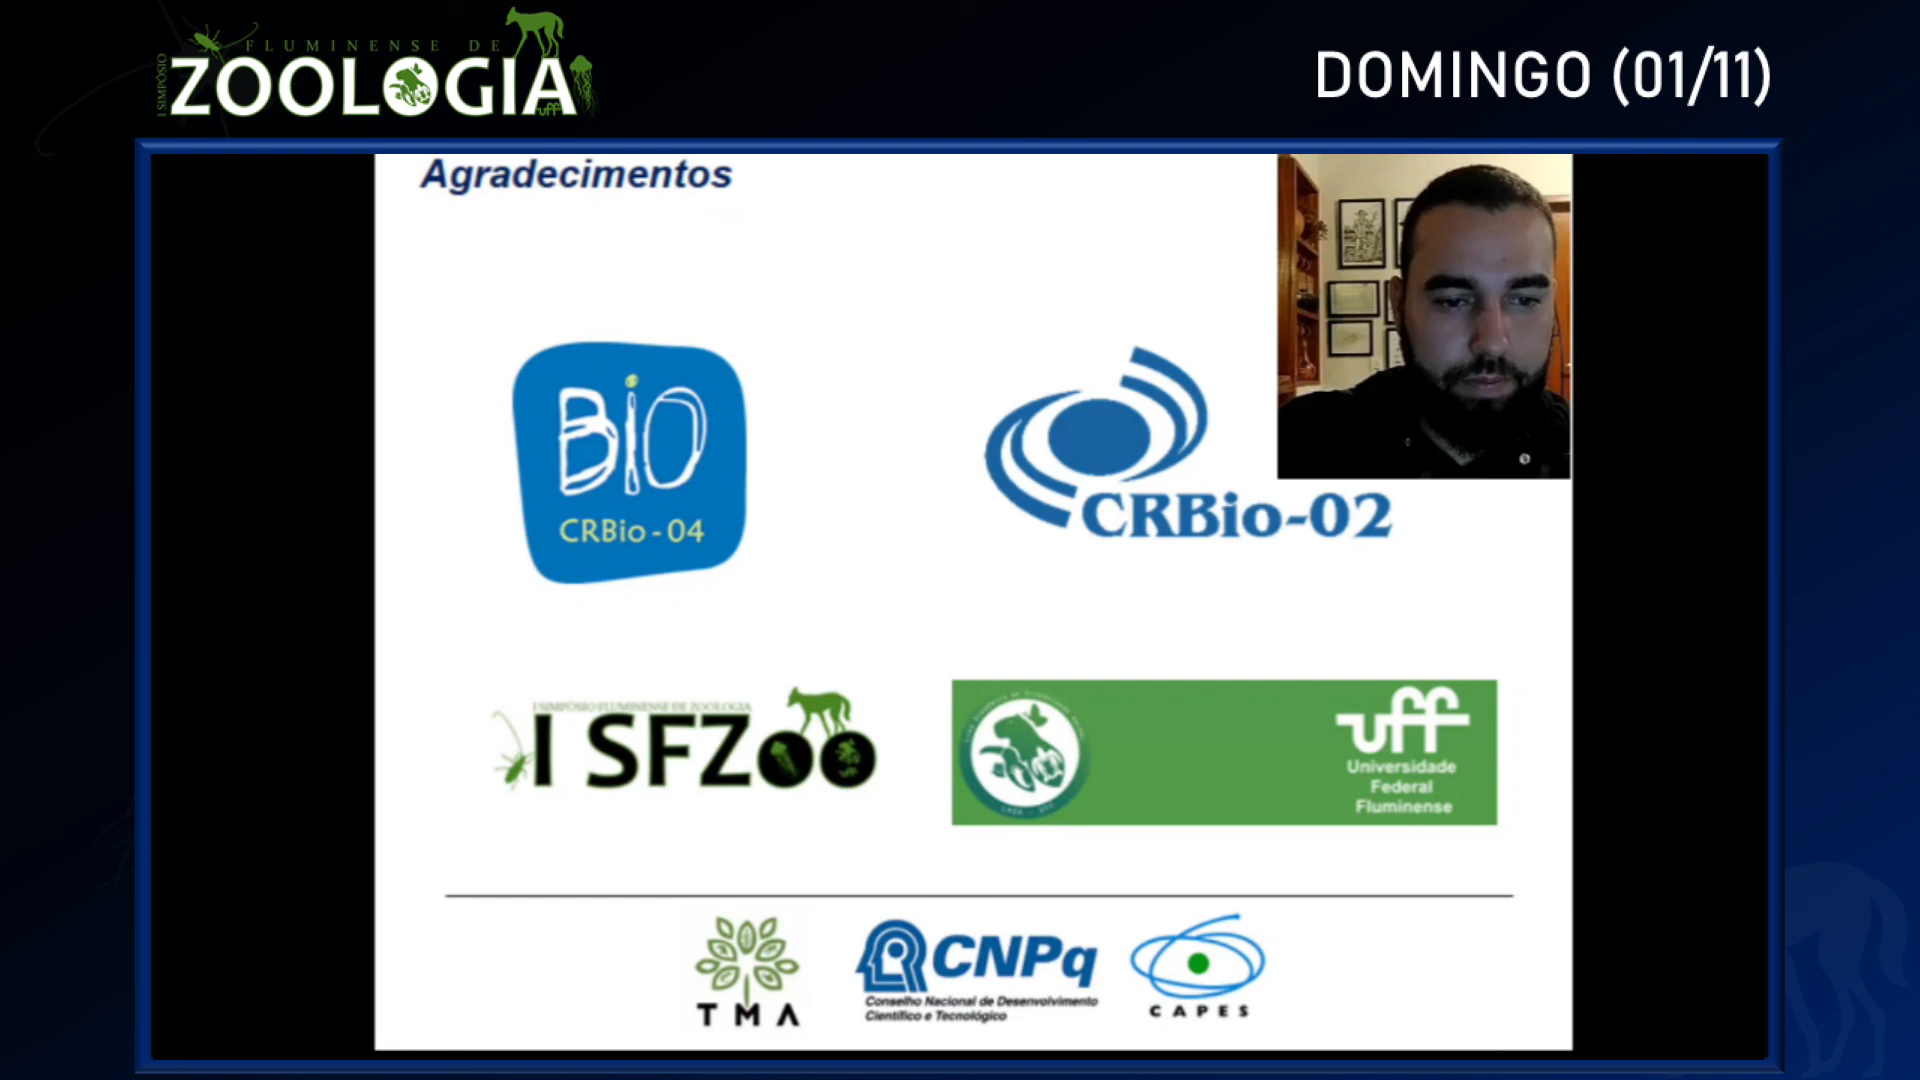 FLUMINENSE DE
I SIMPÓSIO
ZOOLOGIA
uff
DOMINGO (01/11)
Agradecimentos
BiO
CRBio - 04
CRBio-02
I SIMPÓSIO FLUMINENSE DE ZOOLOGIA
I SFZoo
uff
Universidade
Federal
Fluminense
TMA
CNPq
Conselho Nacional de Desenvolvimento
Científico e Tecnológico
CAPES